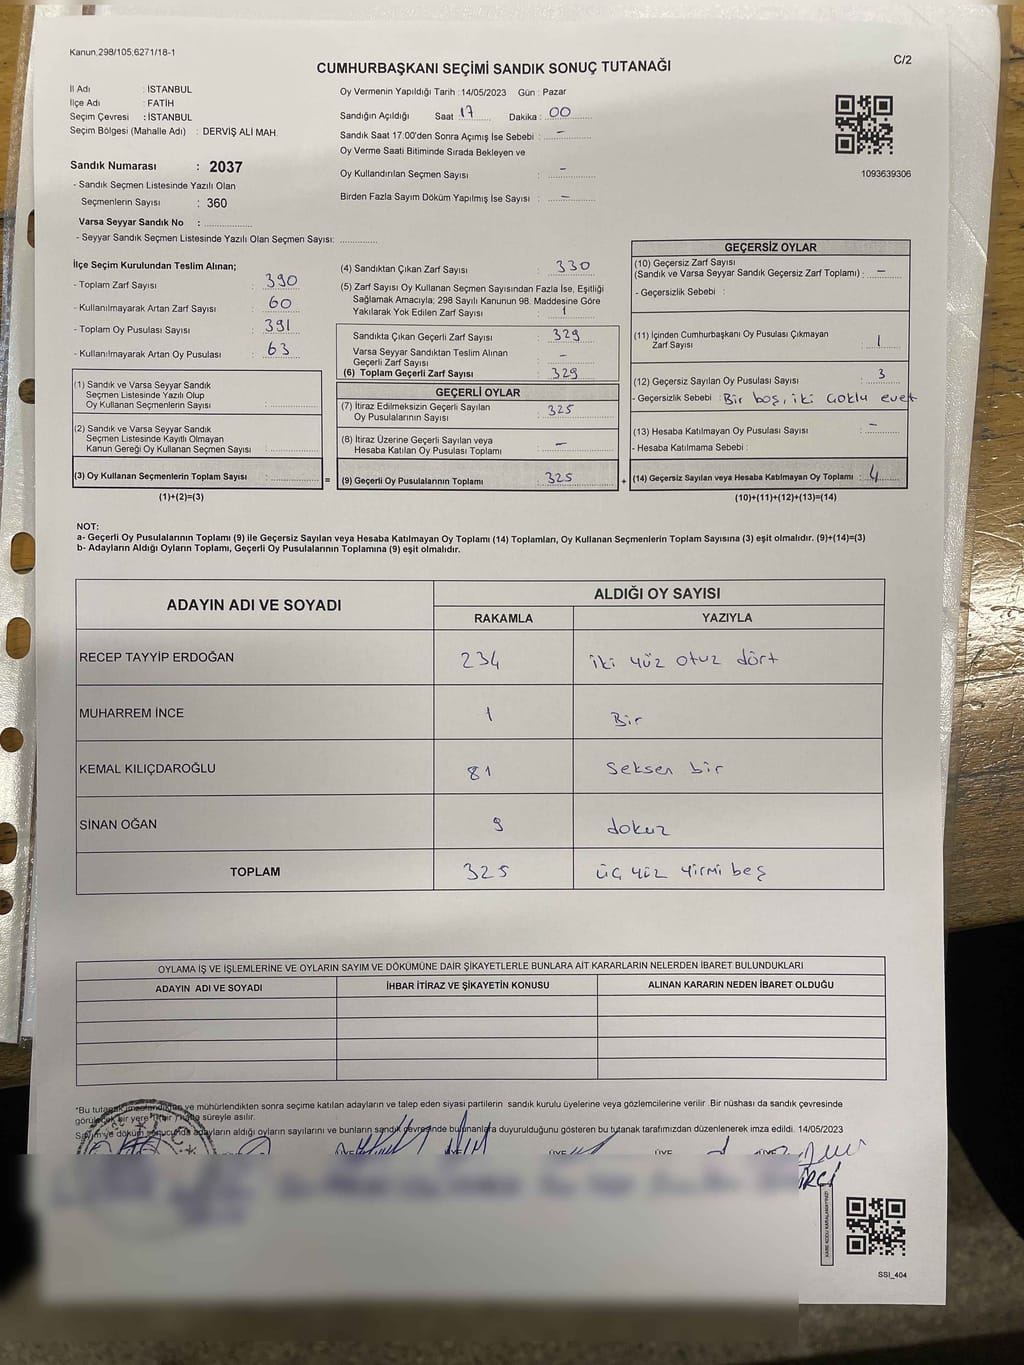 Kanun 298/105,6271/18-1
C/2
CUMHURBAŞKANI SEÇİMİ SANDIK SONUÇ TUTANAĞI
İl Adı : İSTANBUL
İlçe Adı : FATİH
Seçim Çevresi : İSTANBUL
Seçim Bölgesi (Mahalle Adı) : DERVİŞ ALİ MAH.
Sandık Numarası : 2037
- Sandık Seçmen Listesinde Yazılı Olan
Seçmenlerin Sayısı : 360
Varsa Seyyar Sandık No : ..................
- Seyyar Sandık Seçmen Listesinde Yazılı Olan Seçmen Sayısı: ..............
Oy Vermenin Yapıldığı Tarih : 14/05/2023 Gün : Pazar
Sandığın Açıldığı Saat 17 Dakika : 00
Sandık Saat 17:00'den Sonra Açımış İse Sebebi : –
Oy Verme Saati Bitiminde Sırada Bekleyen ve
Oy Kullandırılan Seçmen Sayısı : –
Birden Fazla Sayım Döküm Yapılmış İse Sayısı : –
1093639306
İlçe Seçim Kurulundan Teslim Alınan;
- Toplam Zarf Sayısı : 390
- Kullanılmayarak Artan Zarf Sayısı : 60
- Toplam Oy Pusulası Sayısı : 391
- Kullanılmayarak Artan Oy Pusulası : 63
(1) Sandık ve Varsa Seyyar Sandık
Seçmen Listesinde Yazılı Olup
Oy Kullanan Seçmenlerin Sayısı : ..............
(2) Sandık ve Varsa Seyyar Sandık
Seçmen Listesinde Kayıtlı Olmayan
Kanun Gereği Oy Kullanan Seçmen Sayısı : ..............
(3) Oy Kullanan Seçmenlerin Toplam Sayısı : .............. =
(1)+(2)=(3)
(4) Sandıktan Çıkan Zarf Sayısı : 330
(5) Zarf Sayısı Oy Kullanan Seçmen Sayısından Fazla İse, Eşitliği
Sağlamak Amacıyla; 298 Sayılı Kanunun 98. Maddesine Göre
Yakılarak Yok Edilen Zarf Sayısı : 1
Sandıkta Çıkan Geçerli Zarf Sayısı : 329
Varsa Seyyar Sandıktan Teslim Alınan
Geçerli Zarf Sayısı : –
(6) Toplam Geçerli Zarf Sayısı : 329
GEÇERLİ OYLAR
(7) İtiraz Edilmeksizin Geçerli Sayılan
Oy Pusulalarının Sayısı : 325
(8) İtiraz Üzerine Geçerli Sayılan veya
Hesaba Katılan Oy Pusulası Toplamı : –
(9) Geçerli Oy Pusulalarının Toplamı : 325 +
GEÇERSİZ OYLAR
(10) Geçersiz Zarf Sayısı
(Sandık ve Varsa Seyyar Sandık Geçersiz Zarf Toplamı) : –
- Geçersizlik Sebebi :
(11) İçinden Cumhurbaşkanı Oy Pusulası Çıkmayan
Zarf Sayısı : 1
(12) Geçersiz Sayılan Oy Pusulası Sayısı : 3
- Geçersizlik Sebebi : Bir boş, iki çoklu evet
(13) Hesaba Katılmayan Oy Pusulası Sayısı : –
- Hesaba Katılmama Sebebi :
(14) Geçersiz Sayılan veya Hesaba Katılmayan Oy Toplamı : 4
(10)+(11)+(12)+(13)=(14)
NOT:
a- Geçerli Oy Pusulalarının Toplamı (9) ile Geçersiz Sayılan veya Hesaba Katılmayan Oy Toplamı (14) Toplamları, Oy Kullanan Seçmenlerin Toplam Sayısına (3) eşit olmalıdır. (9)+(14)=(3)
b- Adayların Aldığı Oyların Toplamı, Geçerli Oy Pusulalarının Toplamına (9) eşit olmalıdır.
ADAYIN ADI VE SOYADI ALDIĞI OY SAYISI
RAKAMLA YAZIYLA
RECEP TAYYİP ERDOĞAN 234 iki yüz otuz dört
MUHARREM İNCE 1 Bir
KEMAL KILIÇDAROĞLU 81 Seksen bir
SİNAN OĞAN 9 dokuz
TOPLAM 325 üç yüz yirmi beş
OYLAMA İŞ VE İŞLEMLERİNE VE OYLARIN SAYIM VE DÖKÜMÜNE DAİR ŞİKAYETLERLE BUNLARA AİT KARARLARIN NELERDEN İBARET BULUNDUKLARI
ADAYIN ADI VE SOYADI İHBAR İTİRAZ VE ŞİKAYETİN KONUSU ALINAN KARARIN NEDEN İBARET OLDUĞU
*Bu tutanak imzalandıktan ve mühürlendikten sonra seçime katılan adayların ve talep eden siyasi partilerin sandık kurulu üyelerine veya gözlemcilerine verilir. Bir nüshası da sandık çevresinde
bir yere süreyle asılır.
adayların aldığı oyların sayılarını ve bunların sandık çevresinde bulunanlara duyurulduğunu gösteren bu tutanak tarafımızdan düzenlenerek imza edildi. 14/05/2023
ÜYE ÜYE ÜYE ÜYE
SSI_404